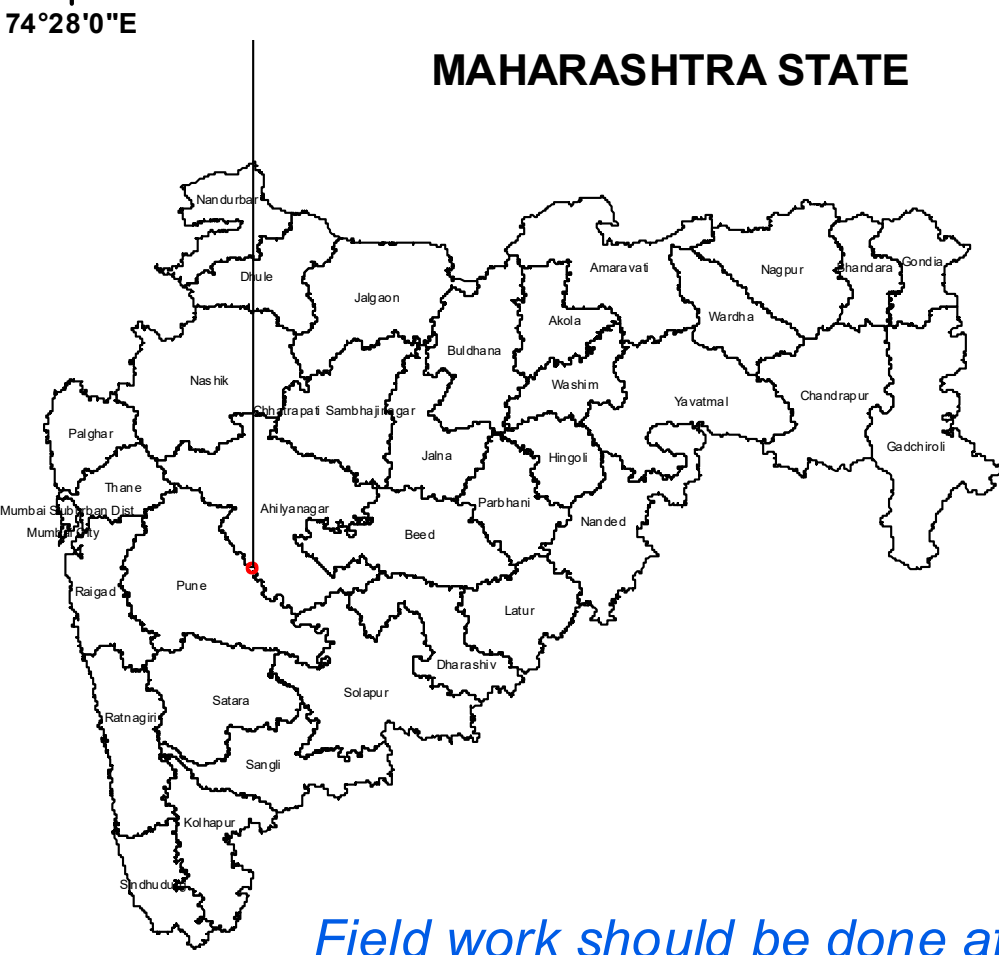 74°28'0"E
MAHARASHTRA STATE
Nandurbar
Dhule
Jalgaon
Amaravati
Nagpur
Bhandara
Gondia
Akola
Wardha
Buldhana
Nashik
Washim
Yavatmal
Chandrapur
Chhatrapati Sambhajinagar
Palghar
Jalna
Hingoli
Gadchiroli
Thane
Ahilyanagar
Parbhani
Mumbai Suburban Dist
Nanded
Mumbai City
Beed
Raigad
Pune
Latur
Dharashiv
Satara
Solapur
Ratnagiri
Sangli
Kolhapur
Sindhudurg
Field work should be done at